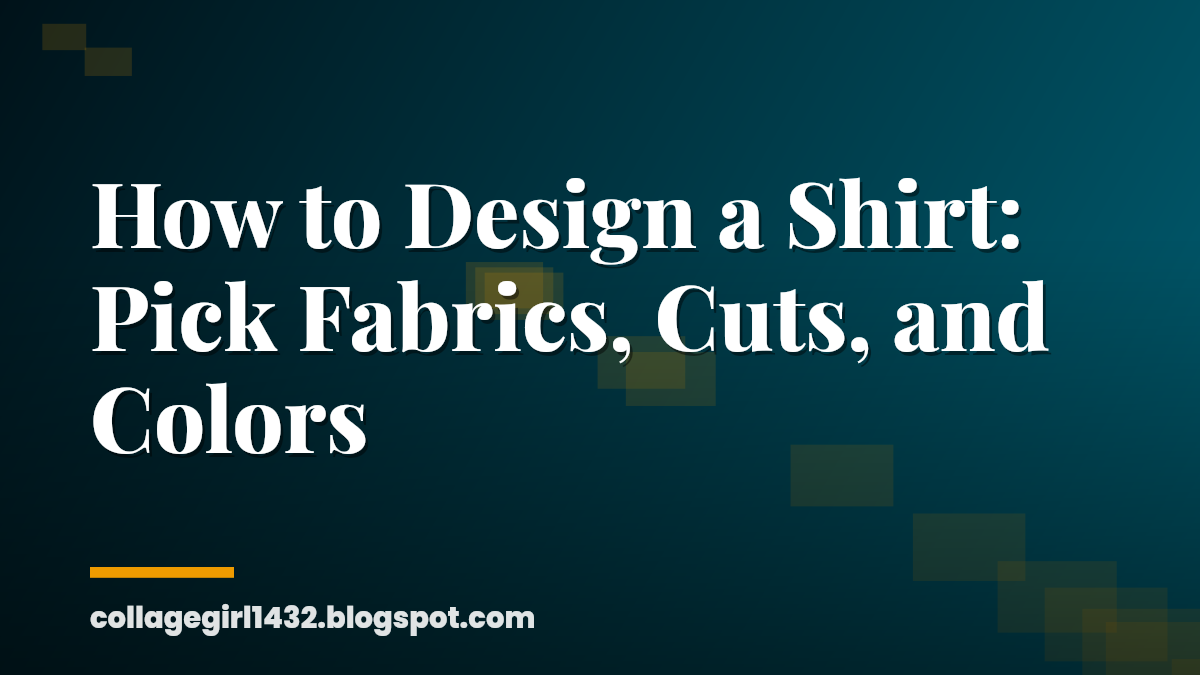 How to Design a Shirt:
Pick Fabrics, Cuts, and
Colors
collagegirl1432.blogspot.com